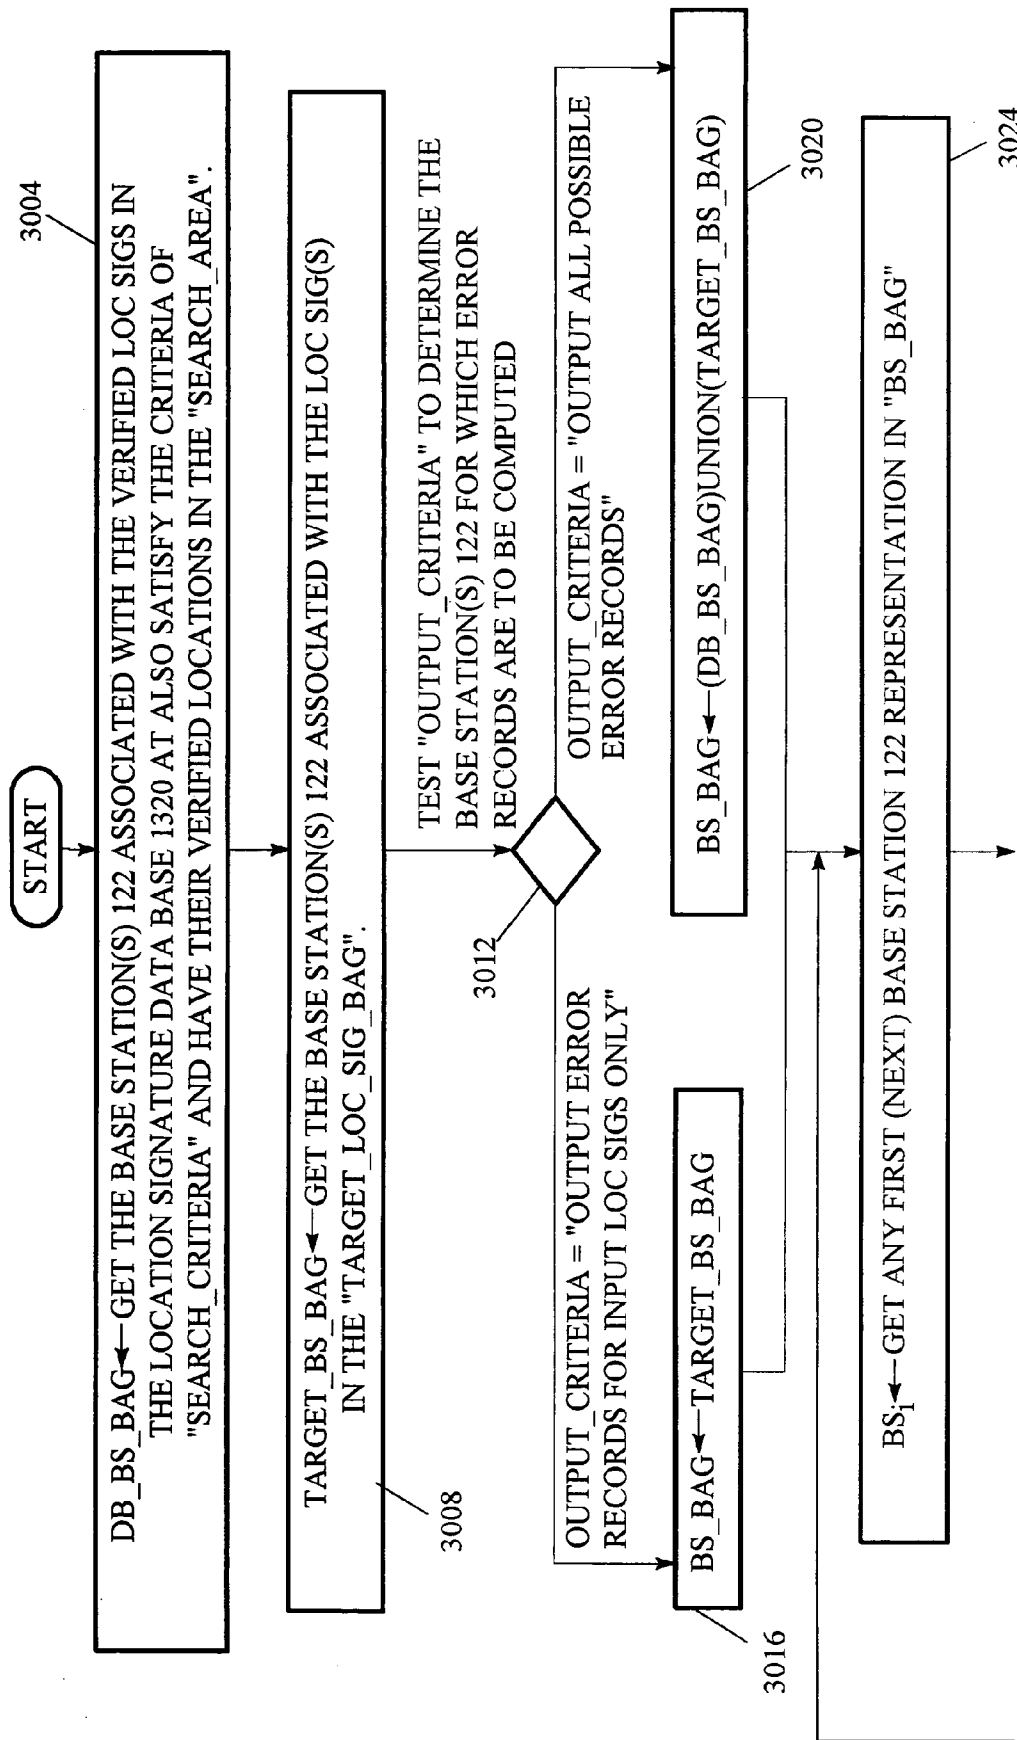 START
3004
DB_BS_BAG←GET THE BASE STATION(S) 122 ASSOCIATED WITH THE VERIFIED LOC SIGS IN
THE LOCATION SIGNATURE DATA BASE 1320 AT ALSO SATISFY THE CRITERIA OF
"SEARCH_CRITERIA" AND HAVE THEIR VERIFIED LOCATIONS IN THE "SEARCH_AREA".
TARGET_BS_BAG←GET THE BASE STATION(S) 122 ASSOCIATED WITH THE LOC SIG(S)
IN THE "TARGET_LOC_SIG_BAG".
3008
TEST "OUTPUT_CRITERIA" TO DETERMINE THE
BASE STATION(S) 122 FOR WHICH ERROR
RECORDS ARE TO BE COMPUTED
3012
OUTPUT_CRITERIA = "OUTPUT ERROR
RECORDS FOR INPUT LOC SIGS ONLY"
OUTPUT_CRITERIA = "OUTPUT ALL POSSIBLE
ERROR RECORDS"
BS_BAG←TARGET_BS_BAG
3016
BS_BAG←(DB_BS_BAG)UNION(TARGET_BS_BAG)
3020
BSi←GET ANY FIRST (NEXT) BASE STATION 122 REPRESENTATION IN "BS_BAG"
3024